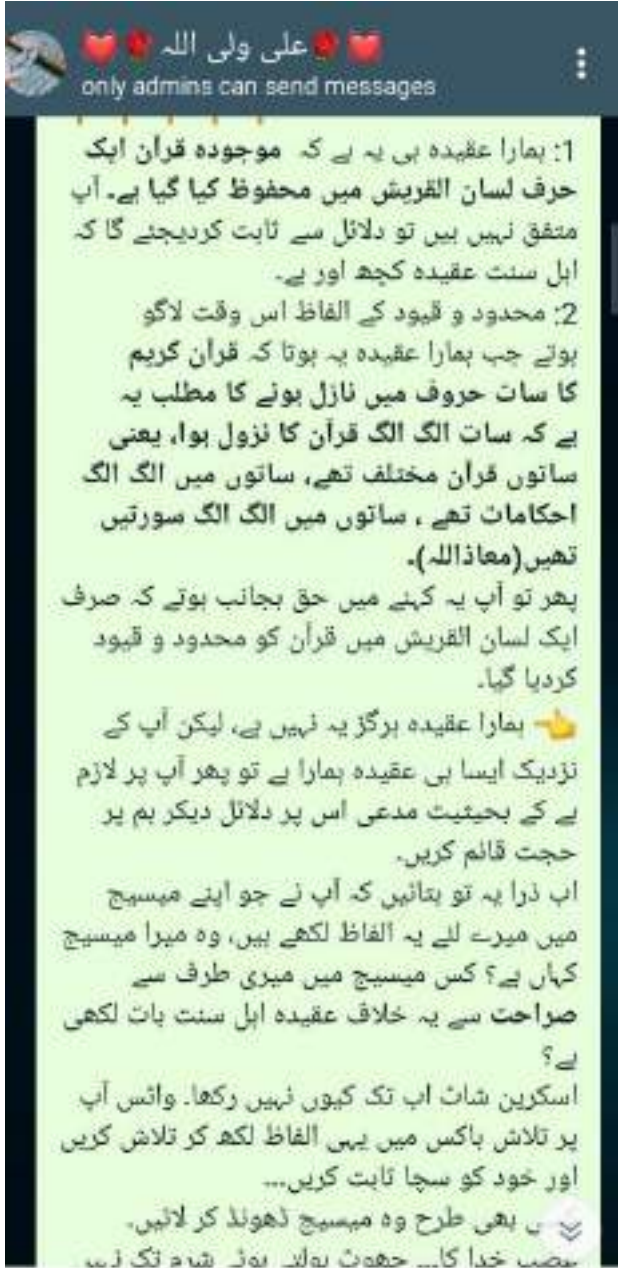 ❤️🌹علی ولی اللہ 🌹❤️
only admins can send messages
1: ہمارا عقیدہ ہی یہ ہے کہ موجودہ قرآن ایک
حرف لسان القریش میں محفوظ کیا گیا ہے۔ آپ
متفق نہیں ہیں تو دلائل سے ثابت کردیجئے گا کہ
اہل سنت عقیدہ کچھ اور ہے۔
2: محدود و قیود کے الفاظ اس وقت لاگو
ہوتے جب ہمارا عقیدہ یہ ہوتا کہ قرآن کریم
کا سات حروف میں نازل ہونے کا مطلب یہ
ہے کہ سات الگ الگ قرآن کا نزول ہوا، یعنی
ساتوں قرآن مختلف تھے، ساتوں میں الگ الگ
احکامات تھے ، ساتوں میں الگ الگ سورتیں
تھیں(معاذاللہ)۔
پھر تو آپ یہ کہنے میں حق بجانب ہوتے کہ صرف
ایک لسان القریش میں قرآن کو محدود و قیود
کردیا گیا۔
👈 ہمارا عقیدہ ہرگز یہ نہیں ہے، لیکن آپ کے
نزدیک ایسا ہی عقیدہ ہمارا ہے تو پھر آپ پر لازم
ہے کے بحیثیت مدعی اس پر دلائل دیکر ہم پر
حجت قائم کریں۔
اب ذرا یہ تو بتائیں کہ آپ نے جو اپنے میسیج
میں میرے لئے یہ الفاظ لکھے ہیں، وہ میرا میسیج
کہاں ہے؟ کس میسیج میں میری طرف سے
صراحت سے یہ خلاف عقیدہ اہل سنت بات لکھی
ہے؟
اسکرین شاٹ اب تک کیوں نہیں رکھا۔ واٹس آپ
پر تلاش باکس میں یہی الفاظ لکھ کر تلاش کریں
اور خود کو سچا ثابت کریں...
بھی طرح وہ میسیج ڈھونڈ کر لائیں۔
خدا کا... جھوٹ بولتے ہوئے شرم تک نہیں